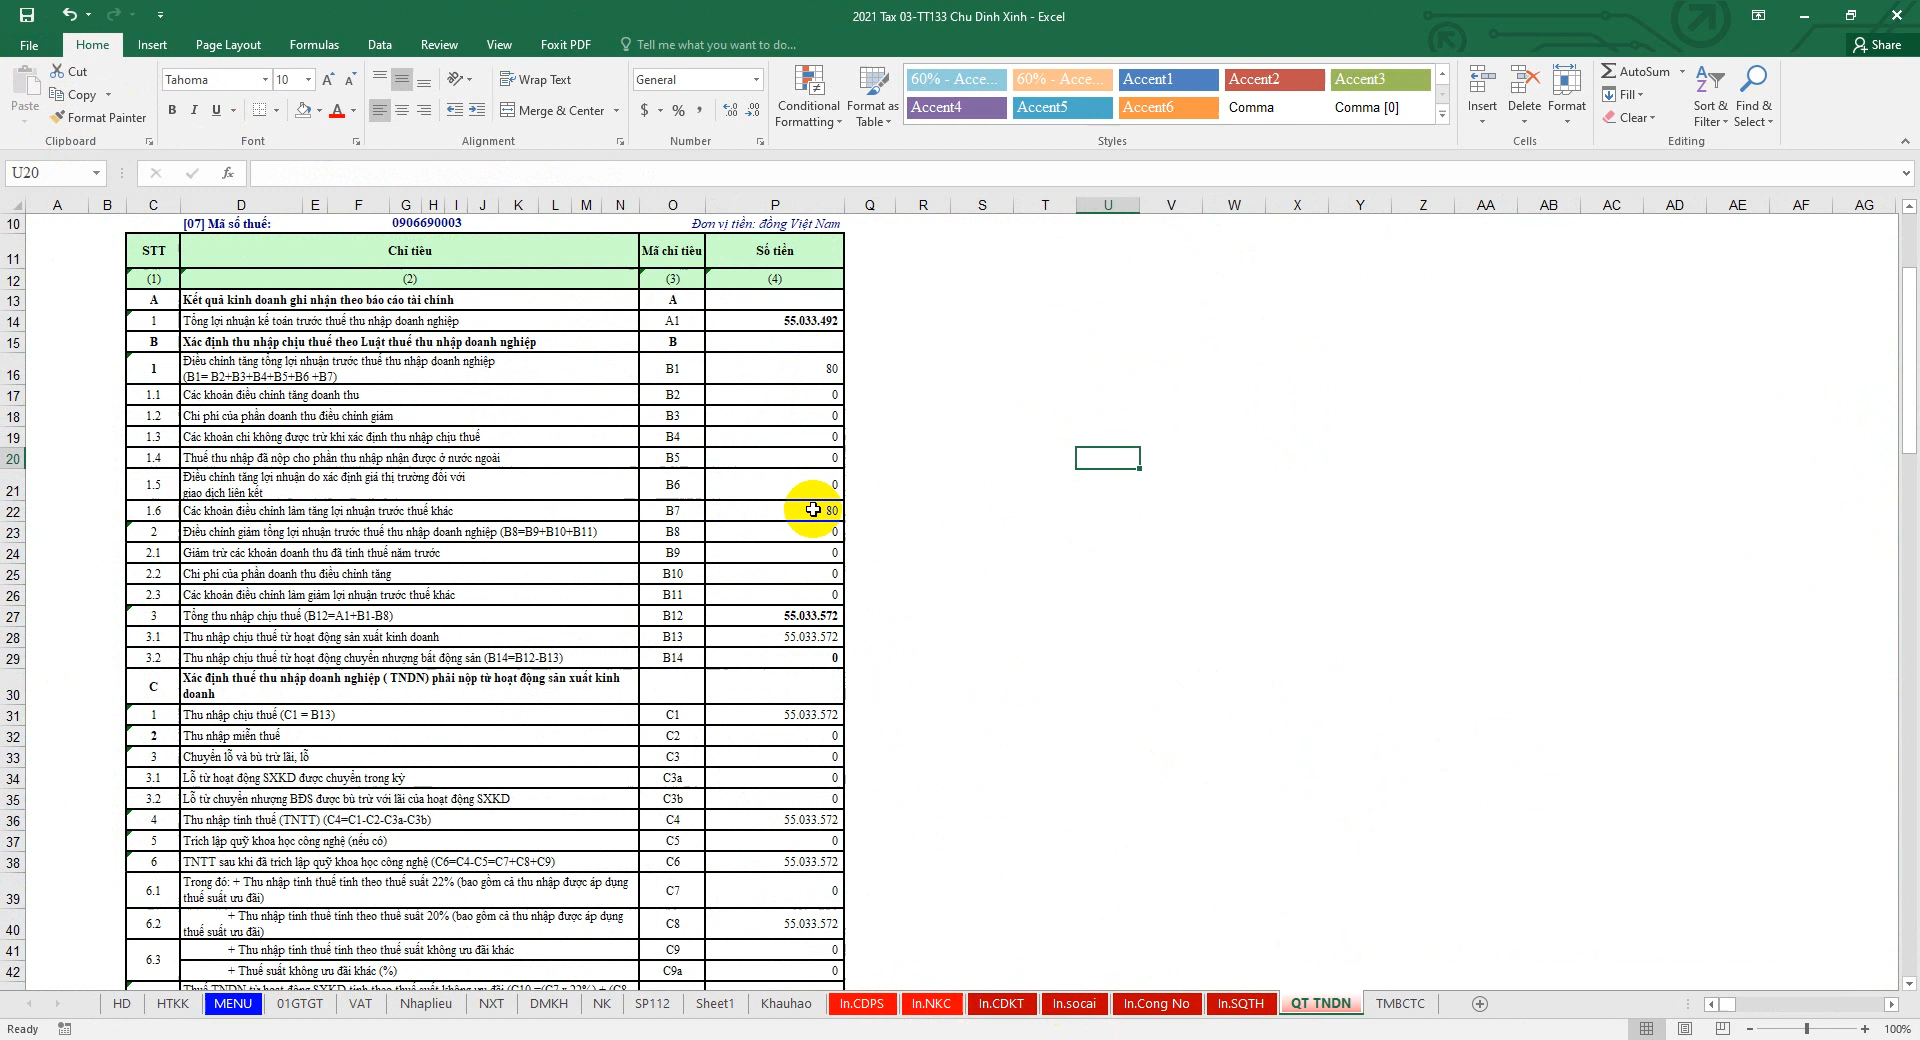 2021 Tax 03-TT133 Chu Dinh Xinh - Excel
File Home Insert Page Layout Formulas Data Review View Foxit PDF Tell me what you want to do... Share
Paste Cut
Copy
Format Painter
Clipboard
Tahoma 10
B I U
Font
Wrap Text
Merge & Center
Alignment
General
$ %
Number
Conditional Formatting
Format as Table
60% - Acce... 60% - Acce... Accent1 Accent2 Accent3
Accent4 Accent5 Accent6 Comma Comma [0]
Styles
Insert Delete Format
Cells
AutoSum
Fill
Clear
Sort & Filter
Find & Select
Editing
U20 fx
A B C D E F G H I J K L M N O P Q R S T U V W X Y Z AA AB AC AD AE AF AG
10 [07] Mã số thuế: 0906690003 Đơn vị tiền: đồng Việt Nam
11 STT Chỉ tiêu Mã chỉ tiêu Số tiền
12 (1) (2) (3) (4)
13 A Kết quả kinh doanh ghi nhận theo báo cáo tài chính A
14 1 Tổng lợi nhuận kế toán trước thuế thu nhập doanh nghiệp A1 55.033.492
15 B Xác định thu nhập chịu thuế theo Luật thuế thu nhập doanh nghiệp B
16 1 Điều chỉnh tăng tổng lợi nhuận trước thuế thu nhập doanh nghiệp
(B1= B2+B3+B4+B5+B6 +B7) B1 80
17 1.1 Các khoản điều chỉnh tăng doanh thu B2 0
18 1.2 Chi phí của phần doanh thu điều chỉnh giảm B3 0
19 1.3 Các khoản chi không được trừ khi xác định thu nhập chịu thuế B4 0
20 1.4 Thuế thu nhập đã nộp cho phần thu nhập nhận được ở nước ngoài B5 0
21 1.5 Điều chỉnh tăng lợi nhuận do xác định giá thị trường đối với
giao dịch liên kết B6 0
22 1.6 Các khoản điều chỉnh làm tăng lợi nhuận trước thuế khác B7 80
23 2 Điều chỉnh giảm tổng lợi nhuận trước thuế thu nhập doanh nghiệp (B8=B9+B10+B11) B8 0
24 2.1 Giảm trừ các khoản doanh thu đã tính thuế năm trước B9 0
25 2.2 Chi phí của phần doanh thu điều chỉnh tăng B10 0
26 2.3 Các khoản điều chỉnh làm giảm lợi nhuận trước thuế khác B11 0
27 3 Tổng thu nhập chịu thuế (B12=A1+B1-B8) B12 55.033.572
28 3.1 Thu nhập chịu thuế từ hoạt động sản xuất kinh doanh B13 55.033.572
29 3.2 Thu nhập chịu thuế từ hoạt động chuyển nhượng bất động sản (B14=B12-B13) B14 0
30 C Xác định thuế thu nhập doanh nghiệp ( TNDN) phải nộp từ hoạt động sản xuất kinh
doanh
31 1 Thu nhập chịu thuế (C1 = B13) C1 55.033.572
32 2 Thu nhập miễn thuế C2 0
33 3 Chuyển lỗ và bù trừ lãi, lỗ C3 0
34 3.1 Lỗ từ hoạt động SXKD được chuyển trong kỳ C3a 0
35 3.2 Lỗ từ chuyển nhượng BĐS được bù trừ với lãi của hoạt động SXKD C3b 0
36 4 Thu nhập tính thuế (TNTT) (C4=C1-C2-C3a-C3b) C4 55.033.572
37 5 Trích lập quỹ khoa học công nghệ (nếu có) C5 0
38 6 TNTT sau khi đã trích lập quỹ khoa học công nghệ (C6=C4-C5=C7+C8+C9) C6 55.033.572
39 6.1 Trong đó: + Thu nhập tính thuế tính theo thuế suất 22% (bao gồm cả thu nhập được áp dụng
thuế suất ưu đãi) C7 0
40 6.2 + Thu nhập tính thuế tính theo thuế suất 20% (bao gồm cả thu nhập được áp dụng
thuế suất ưu đãi) C8 55.033.572
41 6.3 + Thu nhập tính thuế tính theo thuế suất không ưu đãi khác C9 0
42 + Thuế suất không ưu đãi khác (%) C9a 0
Thuế TNDN từ hoạt động SXKD tính theo thuế suất không ưu đãi (C10 =(C7 x 22%) + (C8
HD HTKK MENU 01GTGT VAT Nhaplieu NXT DMKH NK SP112 Sheet1 Khauhao In.CDPS In.NKC In.CDKT In.socai In.Cong No In.SQTH QT TNDN TMBCTC
Ready 100%